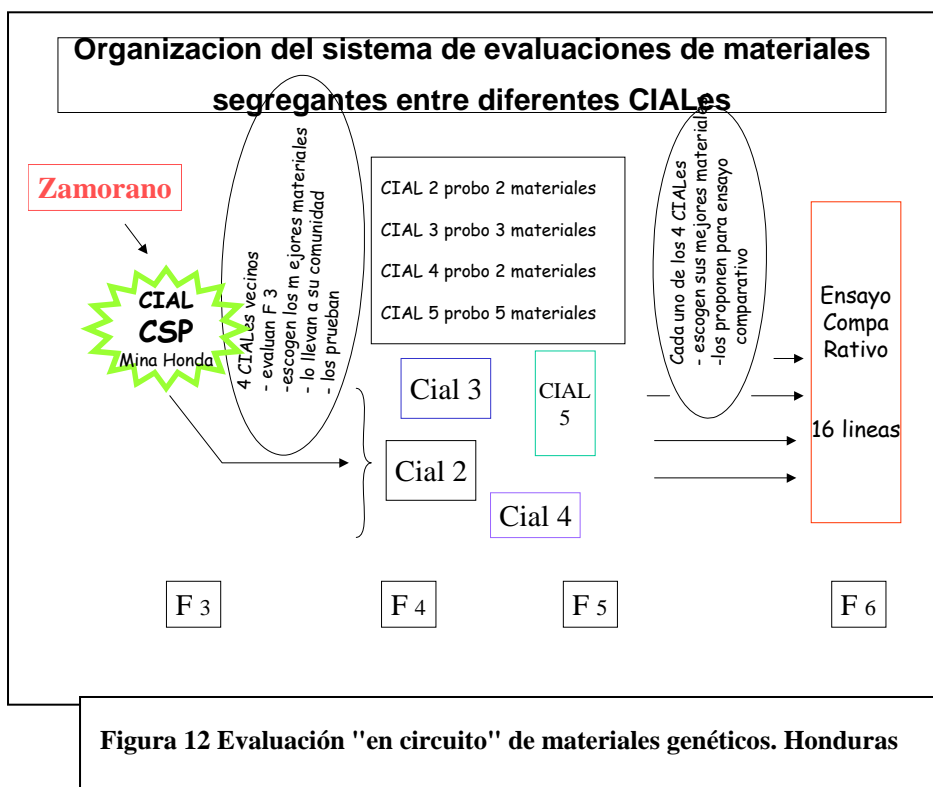 Organizacion del sistema de evaluaciones de materiales
segregantes entre diferentes CIALes
Zamorano
CIAL
CSP
Mina Honda
4 CIALes vecinos
- evaluan F 3
-escogen los m ejores materiales
- lo llevan a su comunidad
- los prueban
CIAL 2 probo 2 materiales
CIAL 3 probo 3 materiales
CIAL 4 probo 2 materiales
CIAL 5 probo 5 materiales
Cial 3
CIAL
5
Cial 2
Cial 4
Cada uno de los 4 CIALes
- escogen sus mejores materiales
-los proponen para ensayo
comparativo
Ensayo
Compa
Rativo
16 lineas
F 3
F 4
F 5
F 6
Figura 12 Evaluación "en circuito" de materiales genéticos. Honduras